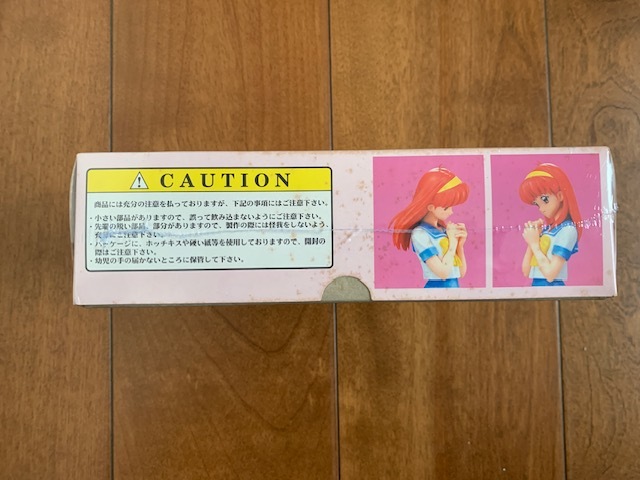 ⚠ CAUTION
商品には充分の注意を払っておりますが、下記の事項にはご注意下さい。
・小さい部品がありますので、誤って飲み込まないようにご注意下さい。
・先端の鋭い部品、部分がありますので、製作の際には怪我をしないよう、
充分にご注意下さい。
・パッケージに、ホッチキスや硬い紙等を使用しておりますので、開封の
際はご注意下さい。
・幼児の手の届かないところに保管して下さい。